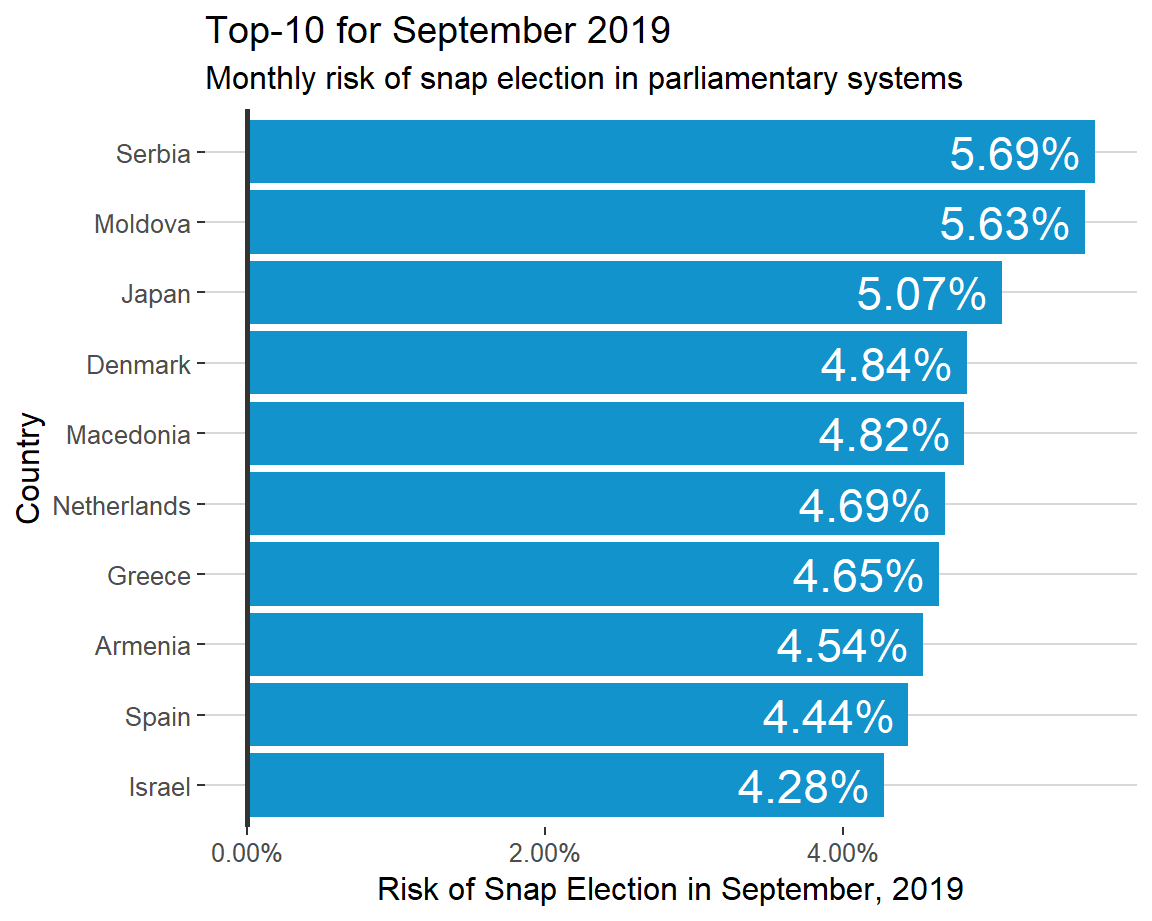 Top-10 for September 2019
Monthly risk of snap election in parliamentary systems
Country
Serbia 5.69%
Moldova 5.63%
Japan 5.07%
Denmark 4.84%
Macedonia 4.82%
Netherlands 4.69%
Greece 4.65%
Armenia 4.54%
Spain 4.44%
Israel 4.28%
0.00% 2.00% 4.00%
Risk of Snap Election in September, 2019